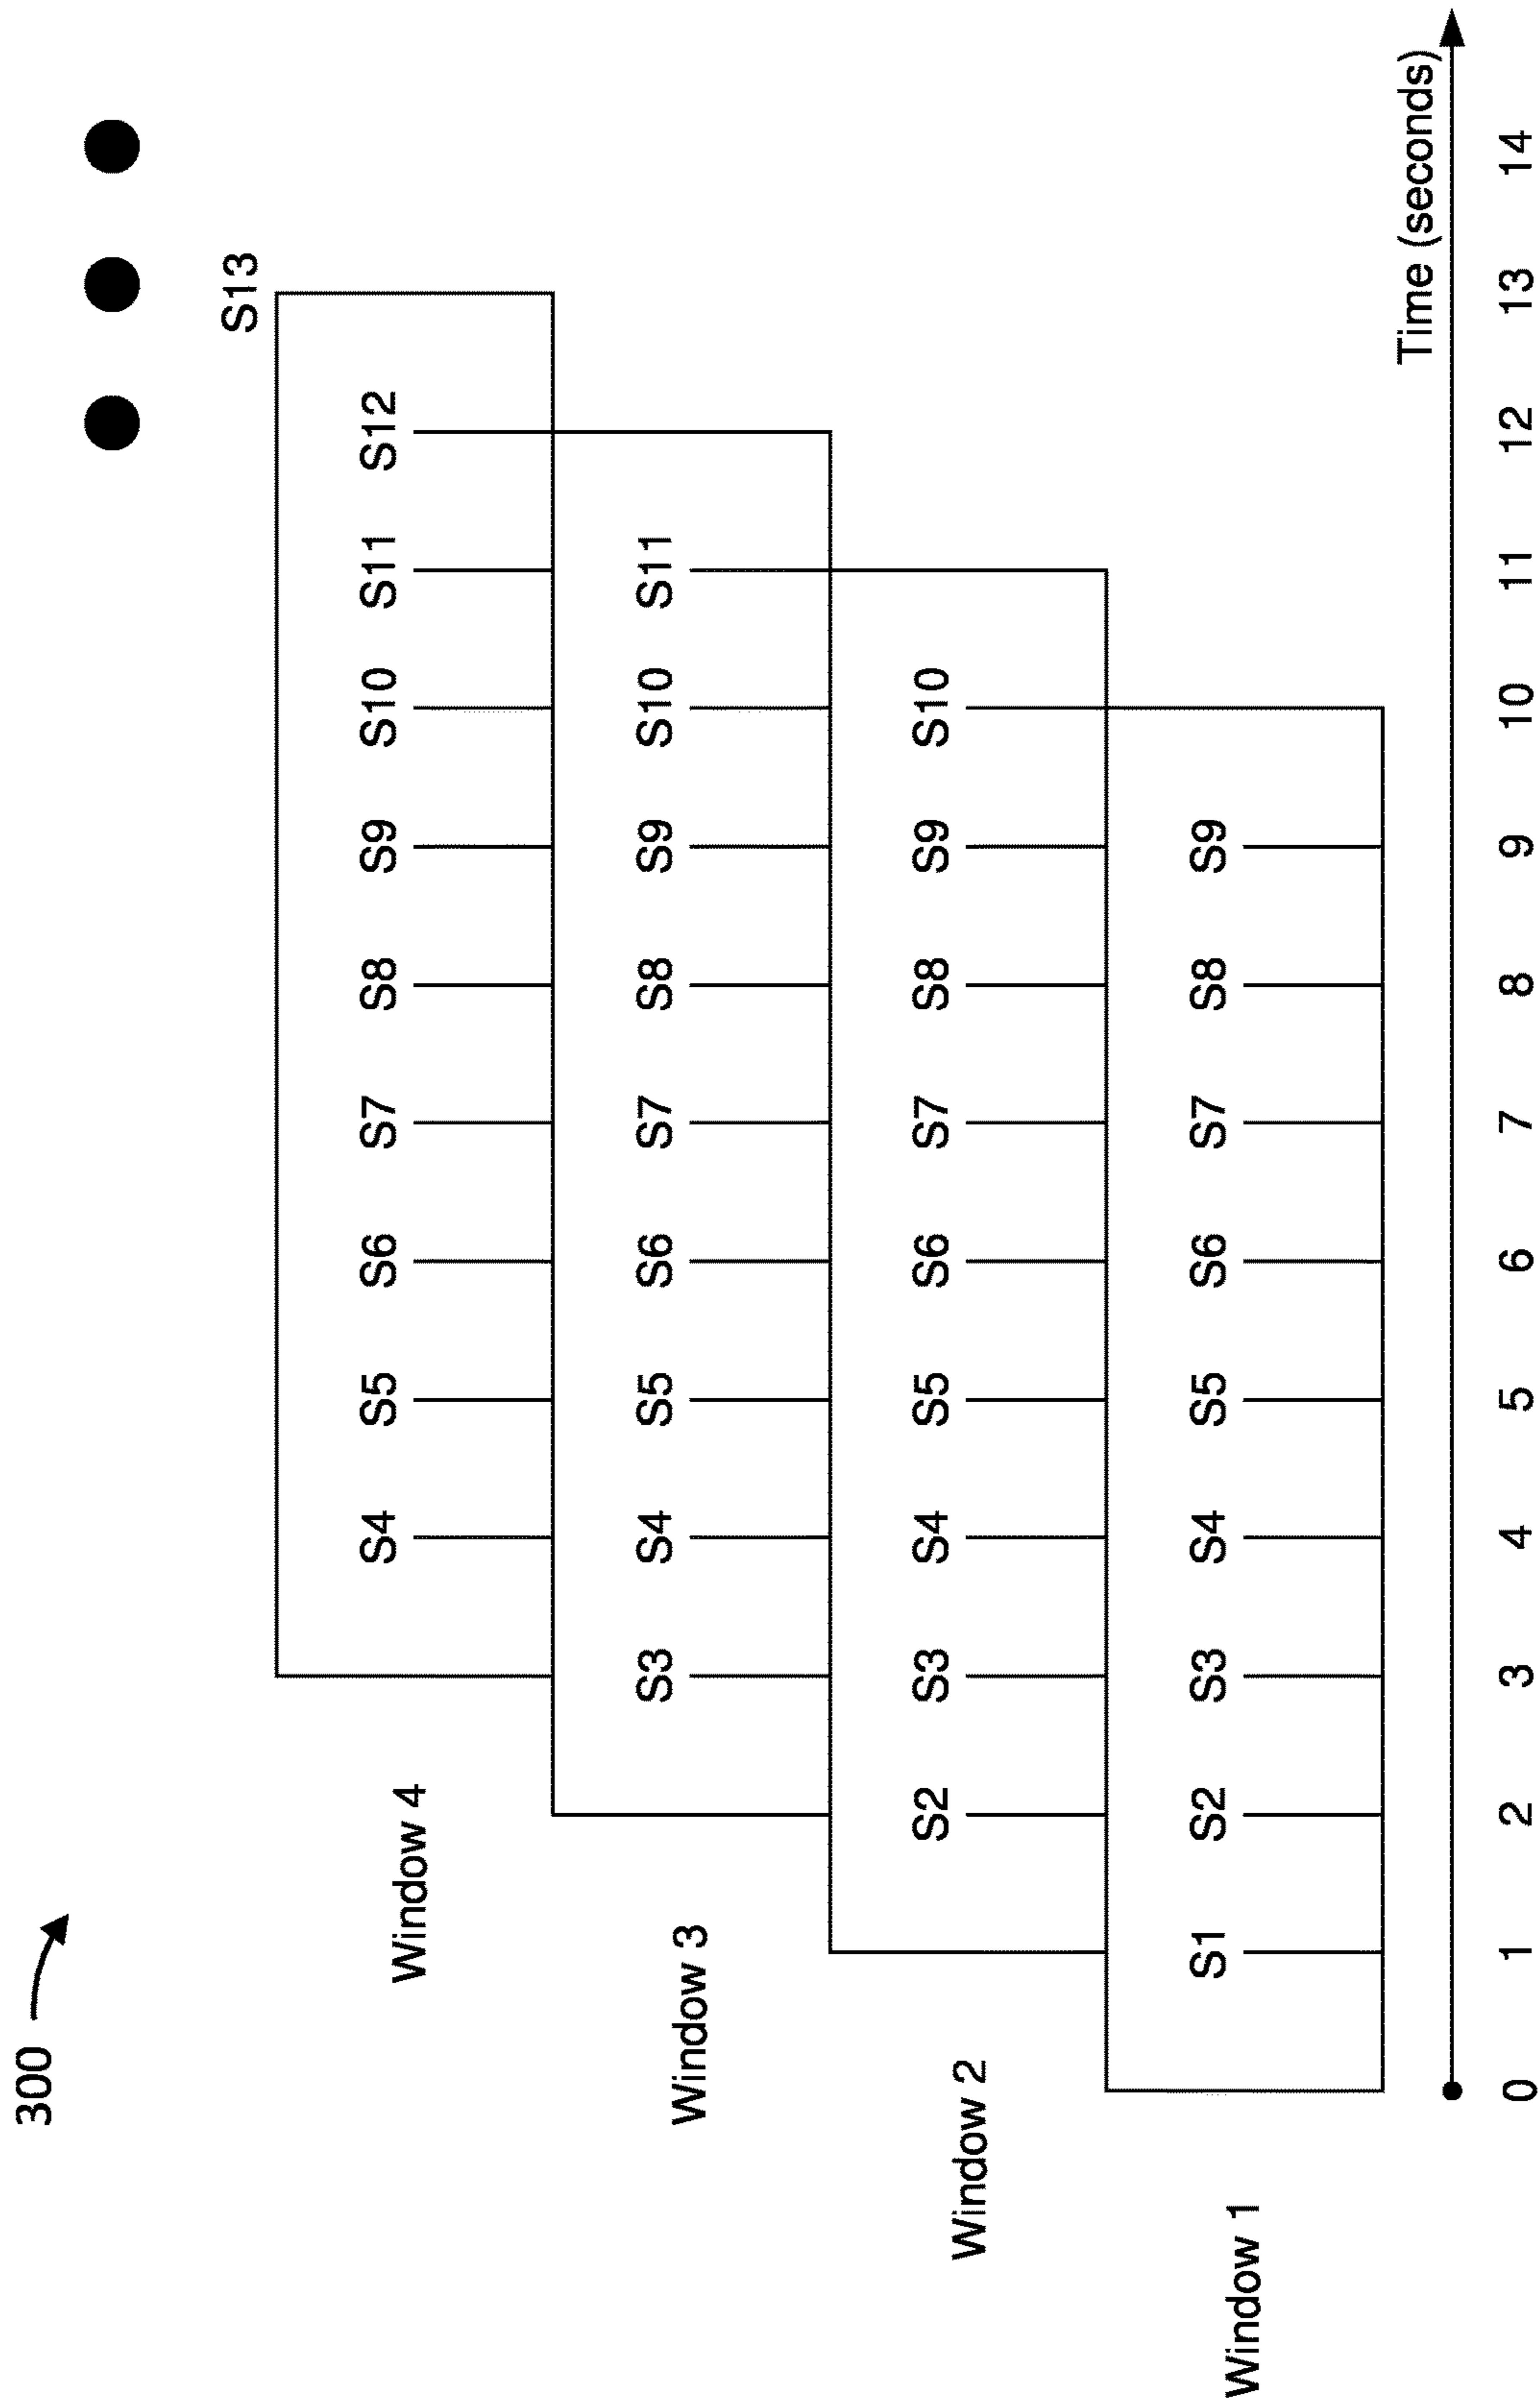 300
S13
Window 4 S4 S5 S6 S7 S8 S9 S10 S11 S12
Window 3 S3 S4 S5 S6 S7 S8 S9 S10 S11
Window 2 S2 S3 S4 S5 S6 S7 S8 S9 S10
Window 1 S1 S2 S3 S4 S5 S6 S7 S8 S9
Time (seconds)
0 1 2 3 4 5 6 7 8 9 10 11 12 13 14